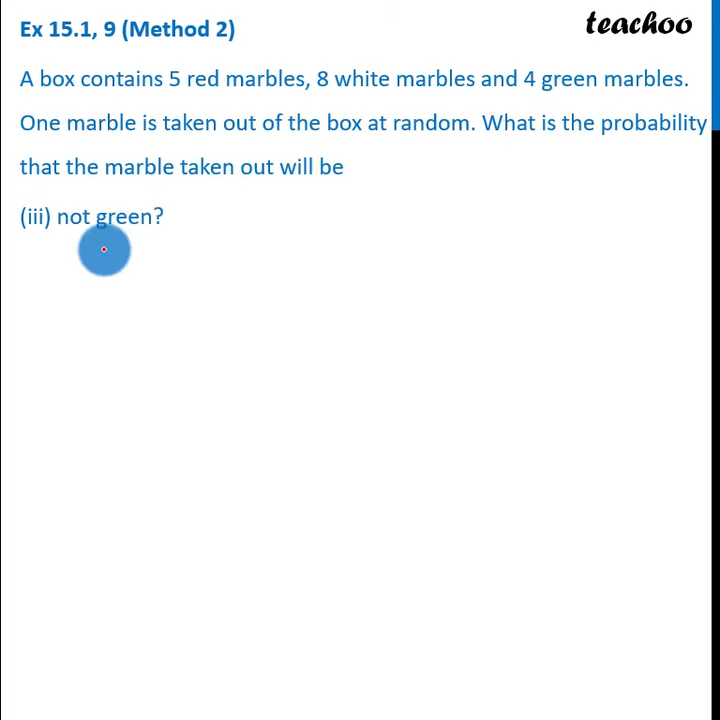 teachoo
Ex 15.1, 9 (Method 2)
A box contains 5 red marbles, 8 white marbles and 4 green marbles.
One marble is taken out of the box at random. What is the probability
that the marble taken out will be
(iii) not green?